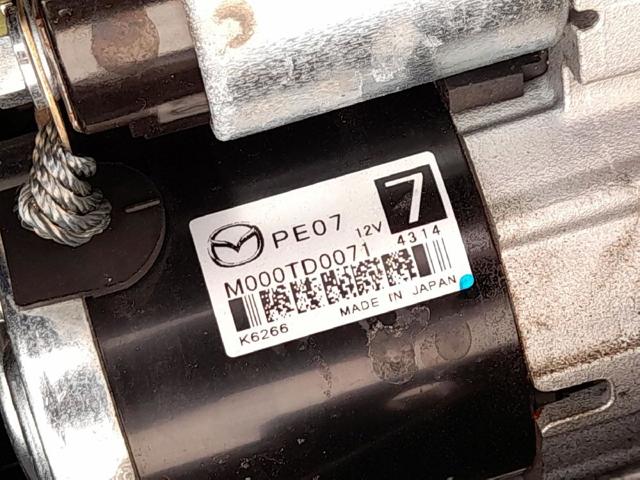 PE07 12V 7
M000TD0071 4314
K6266 MADE IN JAPAN